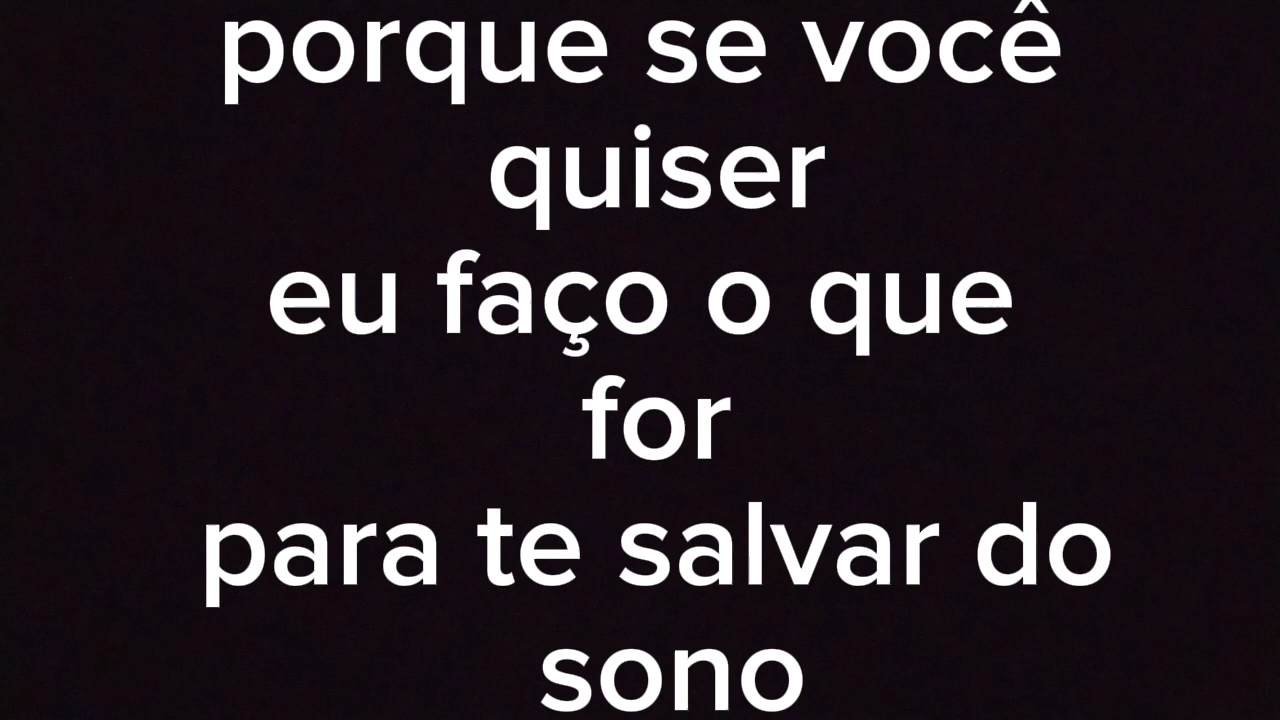 porque se você
quiser
eu faço o que
for
para te salvar do
sono